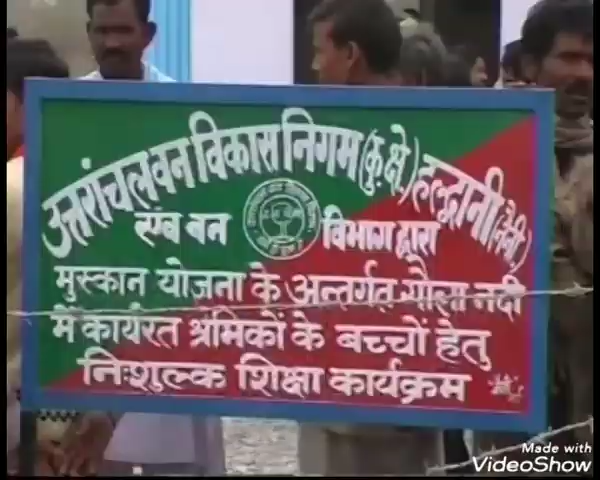 उत्तरांचल वन विकास निगम (कु.क्षे.) हल्द्वानी (नैनी.)
एंव वन विभाग द्वारा
मुस्कान योजना के अन्तर्गत गौला नदी
में कार्यरत श्रमिकों के बच्चों हेतु
निःशुल्क शिक्षा कार्यक्रम
Made with
VideoShow